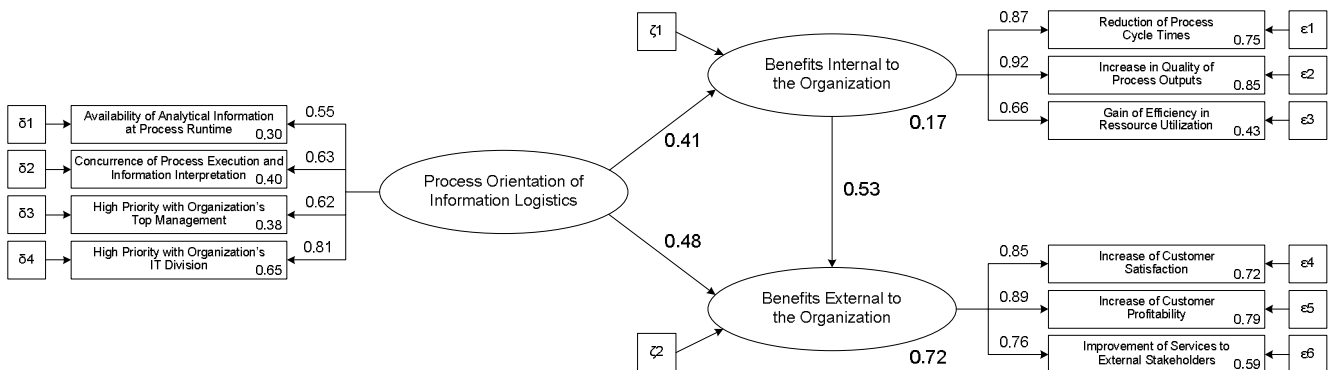 δ1
Availability of Analytical Information
at Process Runtime
0.30
0.55
δ2
Concurrence of Process Execution and
Information Interpretation
0.40
0.63
δ3
High Priority with Organization's
Top Management
0.38
0.62
δ4
High Priority with Organization's
IT Division
0.65
0.81
Process Orientation of
Information Logistics
0.41
0.48
ζ1
Benefits Internal to
the Organization
0.17
0.53
ζ2
Benefits External to
the Organization
0.72
0.87
Reduction of Process
Cycle Times
0.75
ε1
0.92
Increase in Quality of
Process Outputs
0.85
ε2
0.66
Gain of Efficiency in
Ressource Utilization
0.43
ε3
0.85
Increase of Customer
Satisfaction
0.72
ε4
0.89
Increase of Customer
Profitability
0.79
ε5
0.76
Improvement of Services to
External Stakeholders
0.59
ε6